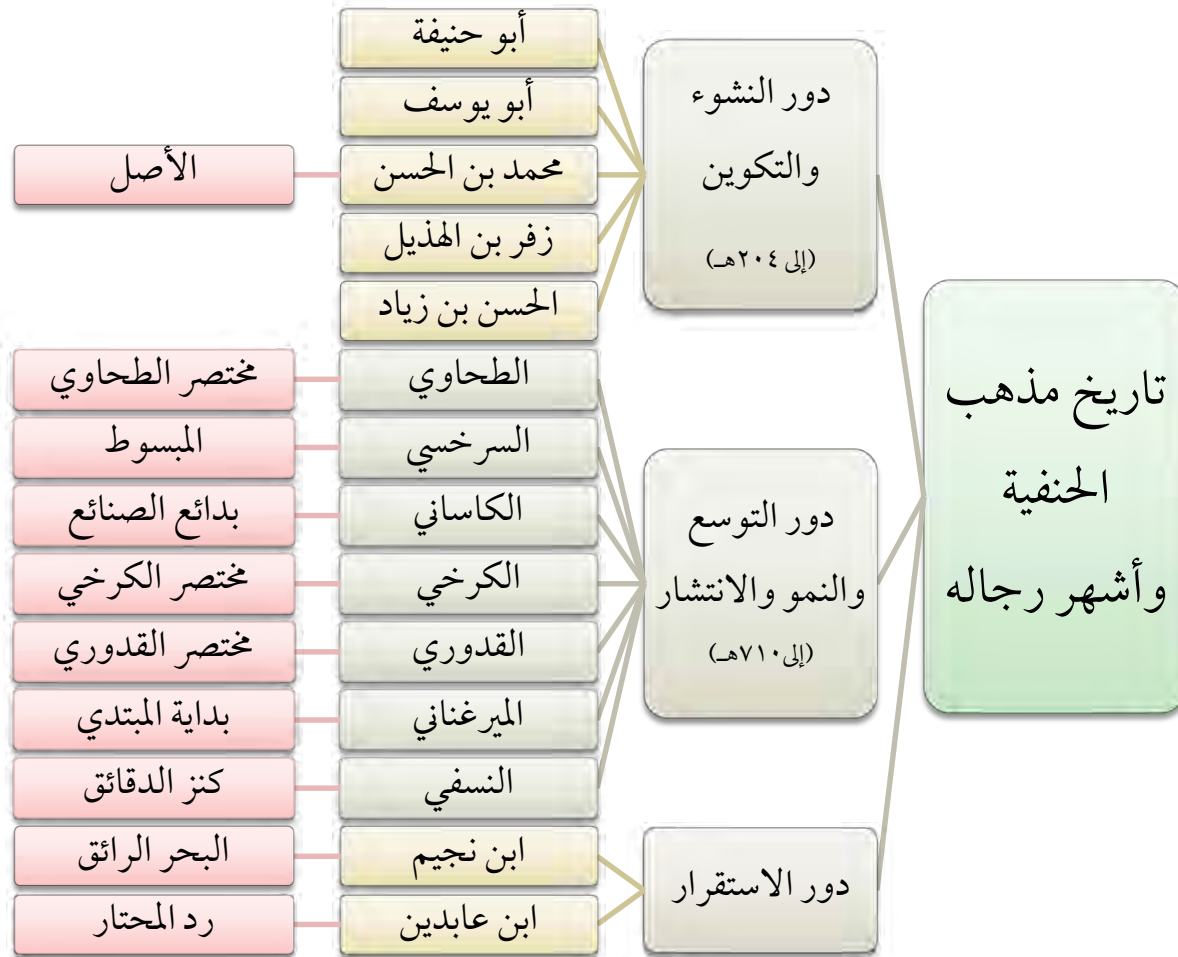 تاريخ مذهب
الحنفية
وأشهر رجاله
دور النشوء
والتكوين
(إلى ٢٠٤هـ)
أبو حنيفة
أبو يوسف
محمد بن الحسن
الأصل
زفر بن الهذيل
الحسن بن زياد
دور التوسع
والنمو والانتشار
(إلى ٧١٠هـ)
الطحاوي
مختصر الطحاوي
السرخسي
المبسوط
الكاساني
بدائع الصنائع
الكرخي
مختصر الكرخي
القدوري
مختصر القدوري
الميرغناني
بداية المبتدي
النسفي
كنز الدقائق
دور الاستقرار
ابن نجيم
البحر الرائق
ابن عابدين
رد المحتار